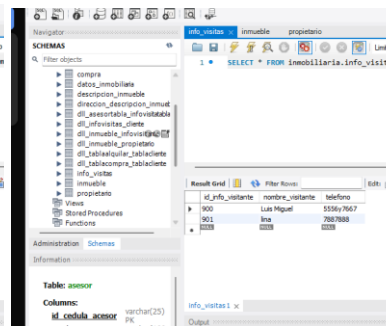 Navigator
SCHEMAS
Filter objects
compra
datos_inmobiliaria
descripcion_inmueble
direccion_descripcion_inmuel
dll_asesortabla_infovisitatabla
dll_infovisitas_cliente
dll_inmueble_infovisit
dll_inmueble_propietario
dll_tablaalquilar_tablacliente
dll_tablacompra_tablacliente
info_visitas
inmueble
propietario
Views
Stored Procedures
Functions
Administration Schemas
Information
Table: asesor
Columns:
id_cedula_acesor varchar(25)
PK
info_visitas inmueble propietario
Limi
1 SELECT * FROM inmobiliaria.info_visit
Result Grid Filter Rows: Edit:
id_info_visitante nombre_visitante telefono
900 Luis Miguel 5556y7667
901 lina 7887888
NULL NULL NULL
info_visitas 1
Output